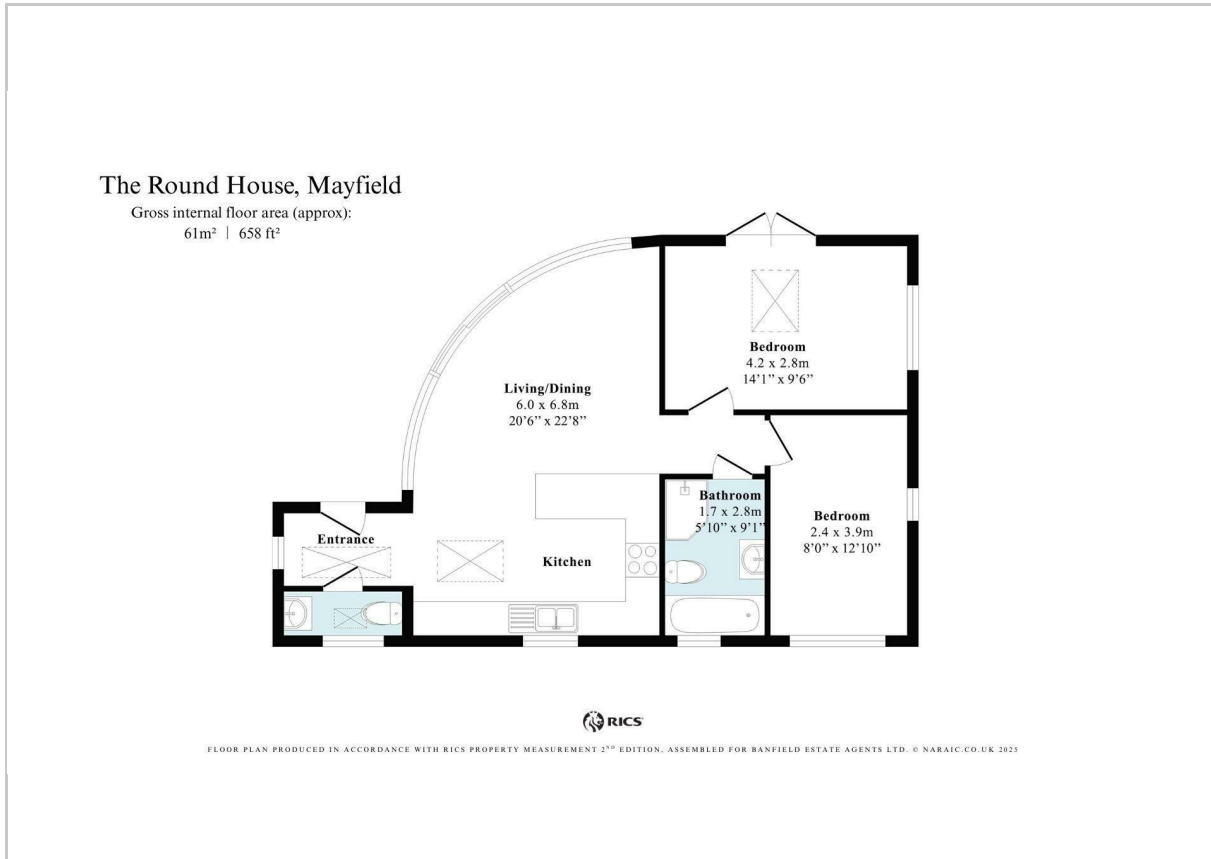 The Round House, Mayfield
Gross internal floor area (approx):
61m² | 658 ft²
Bedroom
4.2 x 2.8m
14’1’’ x 9’6’’
Living/Dining
6.0 x 6.8m
20’6’’ x 22’8’’
Bathroom
1.7 x 2.8m
5’10’’ x 9’1’’
Bedroom
2.4 x 3.9m
8’0’’ x 12’10’’
Entrance
Kitchen
RICS
FLOOR PLAN PRODUCED IN ACCORDANCE WITH RICS PROPERTY MEASUREMENT 2ND EDITION, ASSEMBLED FOR BANFIELD ESTATE AGENTS LTD. © NARAIC.CO.UK 2025